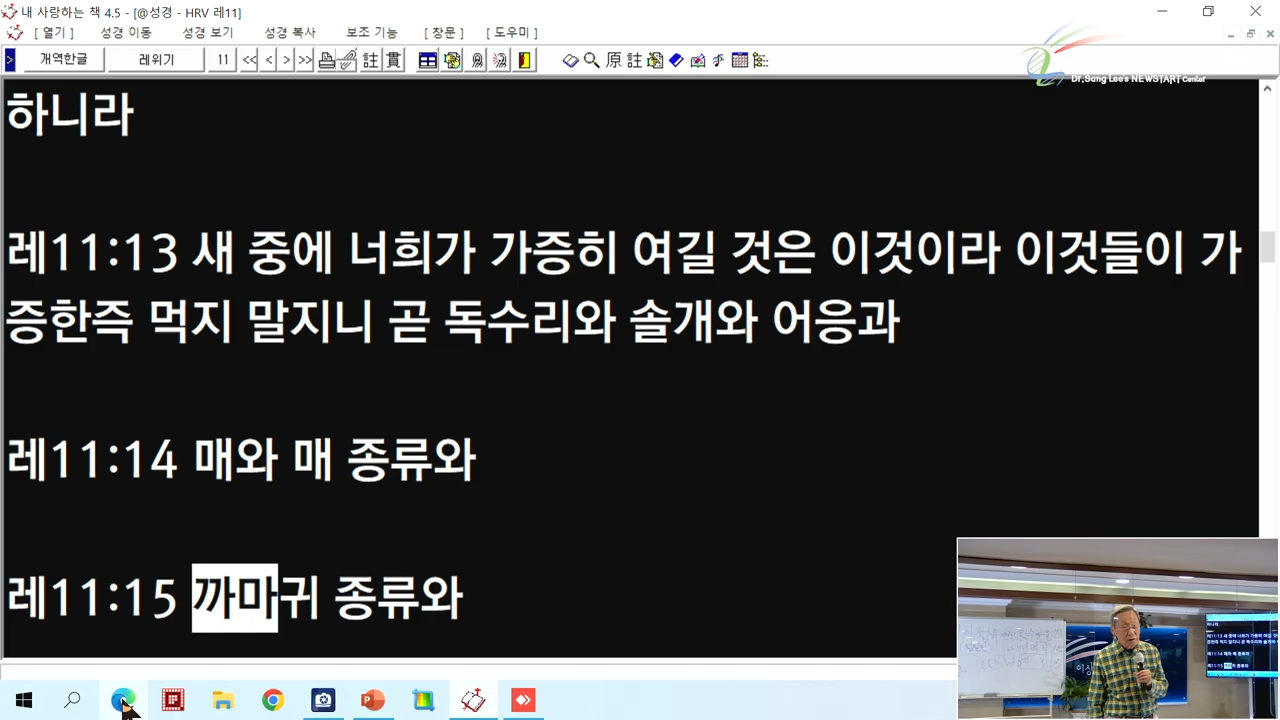 내 사랑하는 책 4.5 - [@성경 - HRV 레11]
[ 열기 ] 성경 이동 성경 보기 성경 복사 보조 기능 [ 창문 ] [ 도우미 ]
개역한글 레위기 11 << < > >> 註 貫 原 註
Dr.Sang Lee's NEWSTART Center
하니라
레11:13 새 중에 너희가 가증히 여길 것은 이것이라 이것들이 가
증한즉 먹지 말지니 곧 독수리와 솔개와 어응과
레11:14 매와 매 종류와
레11:15 까마귀 종류와